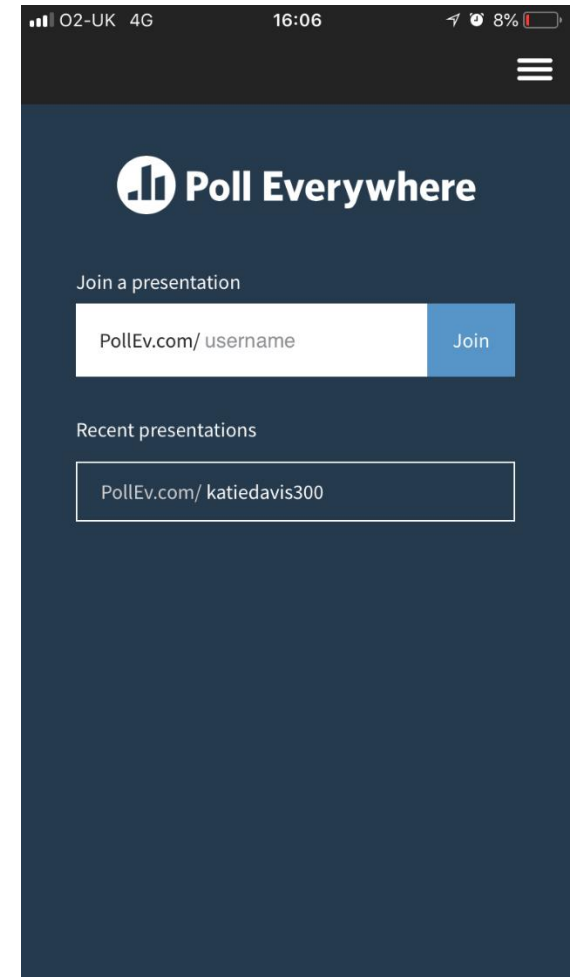 O2-UK 4G 16:06 8%
Poll Everywhere
Join a presentation
PollEv.com/ username Join
Recent presentations
PollEv.com/ katiedavis300